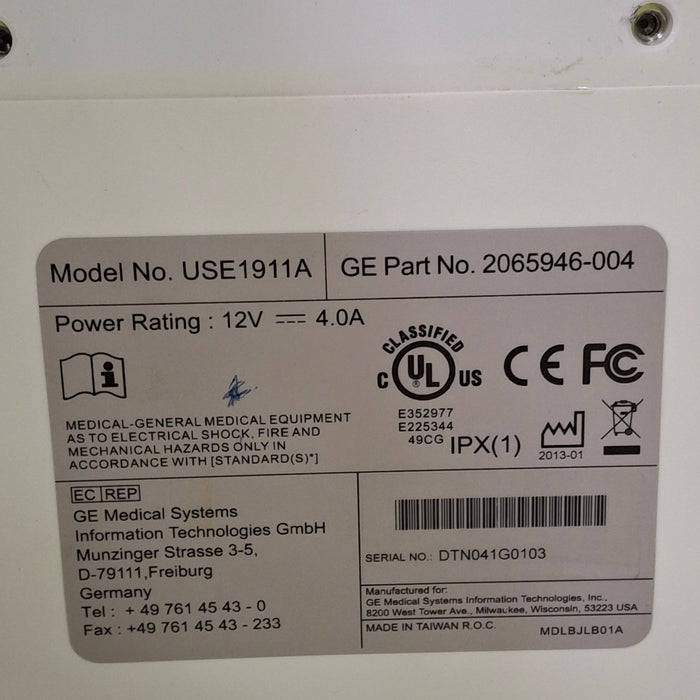 Model No. USE1911A
GE Part No. 2065946-004
Power Rating : 12V ⎓ 4.0A
CLASSIFIED
C UL® US
CE FC
i
MEDICAL-GENERAL MEDICAL EQUIPMENT
AS TO ELECTRICAL SHOCK, FIRE AND
MECHANICAL HAZARDS ONLY IN
ACCORDANCE WITH [STANDARD(S)*]
E352977
E225344
49CG
IPX(1)
2013-01
EC REP
GE Medical Systems
Information Technologies GmbH
Munzinger Strasse 3-5,
D-79111,Freiburg
Germany
Tel : + 49 761 45 43 - 0
Fax : +49 761 45 43 - 233
SERIAL NO.: DTN041G0103
Manufactured for:
GE Medical Systems Information Technologies, Inc.,
8200 West Tower Ave., Milwaukee, Wisconsin, 53223 USA
MADE IN TAIWAN R.O.C.
MDLBJLB01A